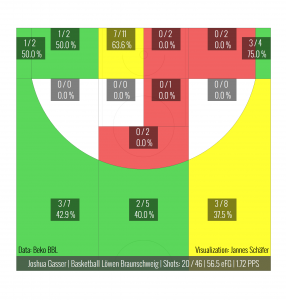 1 / 2
50.0 %
1 / 2
50.0 %
7 / 11
63.6 %
0 / 2
0.0 %
0 / 2
0.0 %
3 / 4
75.0 %
0 / 0
0.0 %
0 / 0
0.0 %
0 / 1
0.0 %
0 / 0
0.0 %
0 / 2
0.0 %
3 / 7
42.9 %
2 / 5
40.0 %
3 / 8
37.5 %
Data: Beko BBL
Visualization: Jannes Schäfer
Joshua Gasser | Basketball Löwen Braunschweig | Shots: 20 / 46 | 56.5 eFG | 1.72 PPS